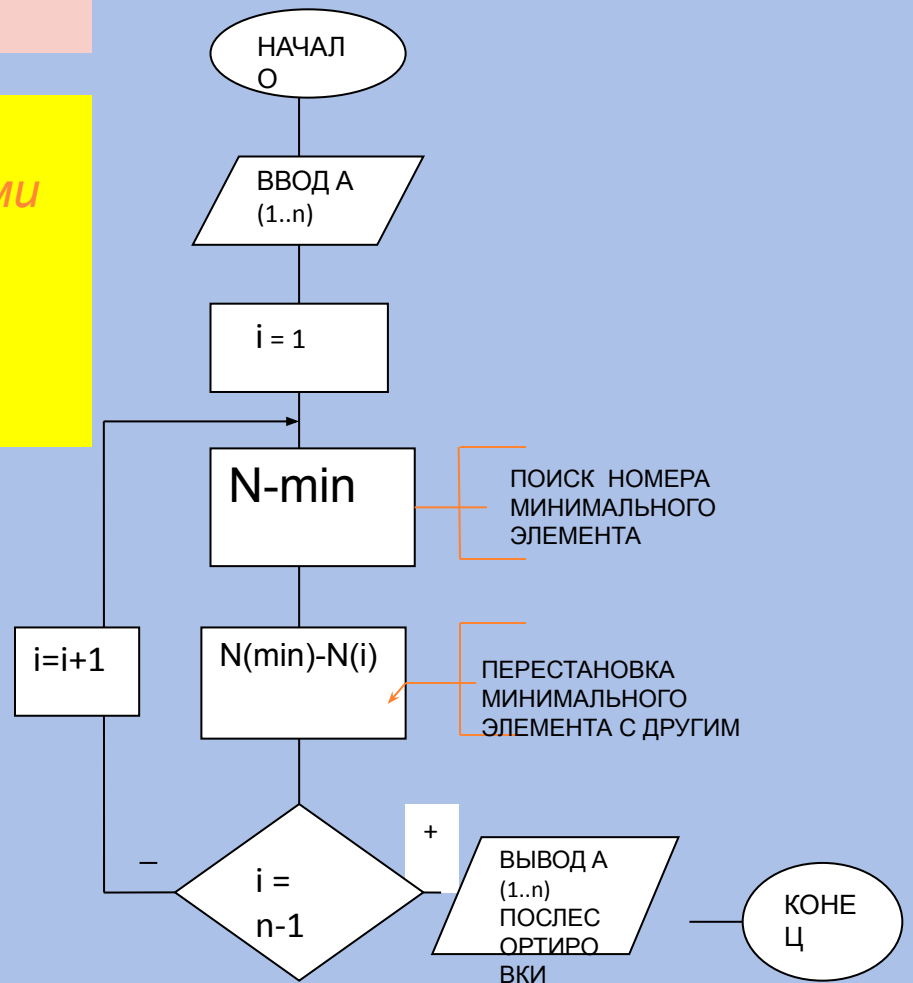 НАЧАЛ
О
ми
ВВОД А
(1..n)
i = 1
N-min
ПОИСК НОМЕРА
МИНИМАЛЬНОГО
ЭЛЕМЕНТА
i=i+1
N(min)-N(i)
ПЕРЕСТАНОВКА
МИНИМАЛЬНОГО
ЭЛЕМЕНТА С ДРУГИМ
_
+
i =
n-1
ВЫВОД А
(1..n)
ПОСЛЕС
ОРТИРО
ВКИ
КОНЕ
Ц